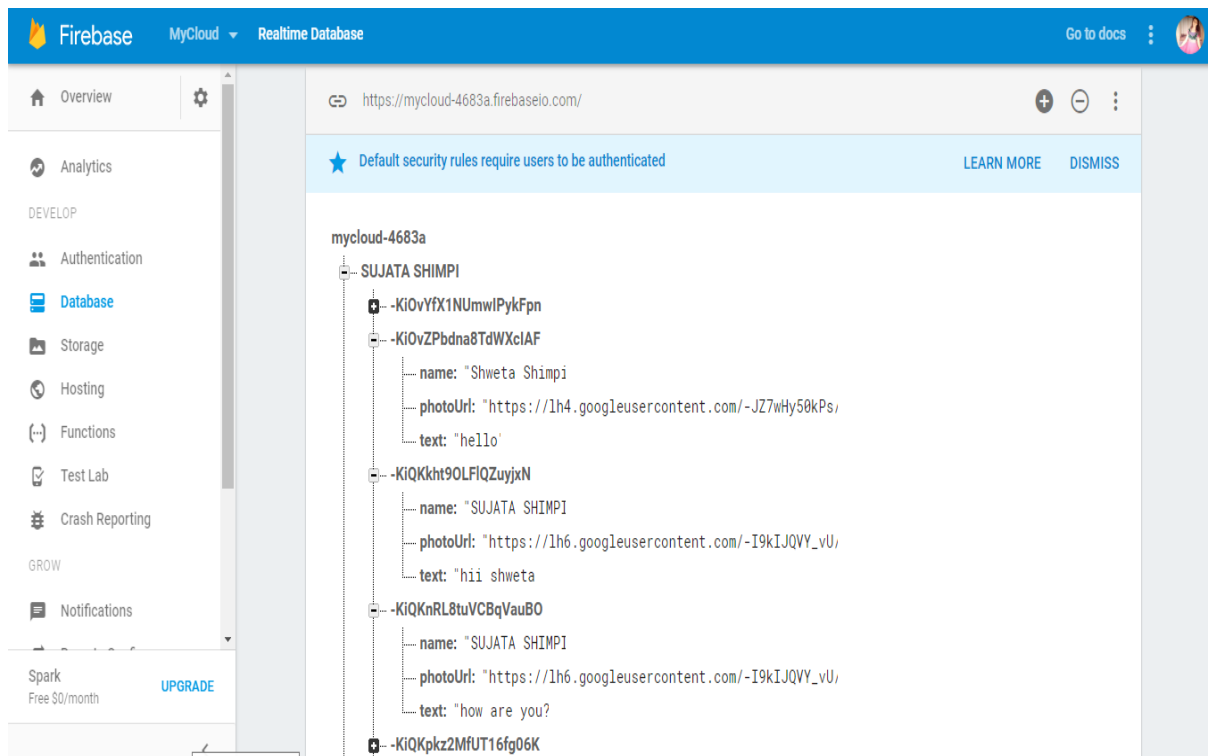 Firebase MyCloud Realtime Database Go to docs
Overview
https://mycloud-4683a.firebaseio.com/
Default security rules require users to be authenticated LEARN MORE DISMISS
Analytics
DEVELOP
Authentication
Database
Storage
Hosting
Functions
Test Lab
Crash Reporting
GROW
Notifications
Spark
Free $0/month
UPGRADE
mycloud-4683a
SUJATA SHIMPI
-KiOvYfX1NUmwIPykFpn
-KiOvZPbdna8TdWXcIAF
name: "Shweta Shimpi
photoUrl: "https://lh4.googleusercontent.com/-JZ7wHy50kPs/
text: "hello'
-KiQKkht9OLFlQZuyjxN
name: "SUJATA SHIMPI
photoUrl: "https://lh6.googleusercontent.com/-I9kIJQVY_vU/
text: "hii shweta
-KiQKnRL8tuVCBqVauBO
name: "SUJATA SHIMPI
photoUrl: "https://lh6.googleusercontent.com/-I9kIJQVY_vU/
text: "how are you?
-KiQKpkz2MfUT16fg06K